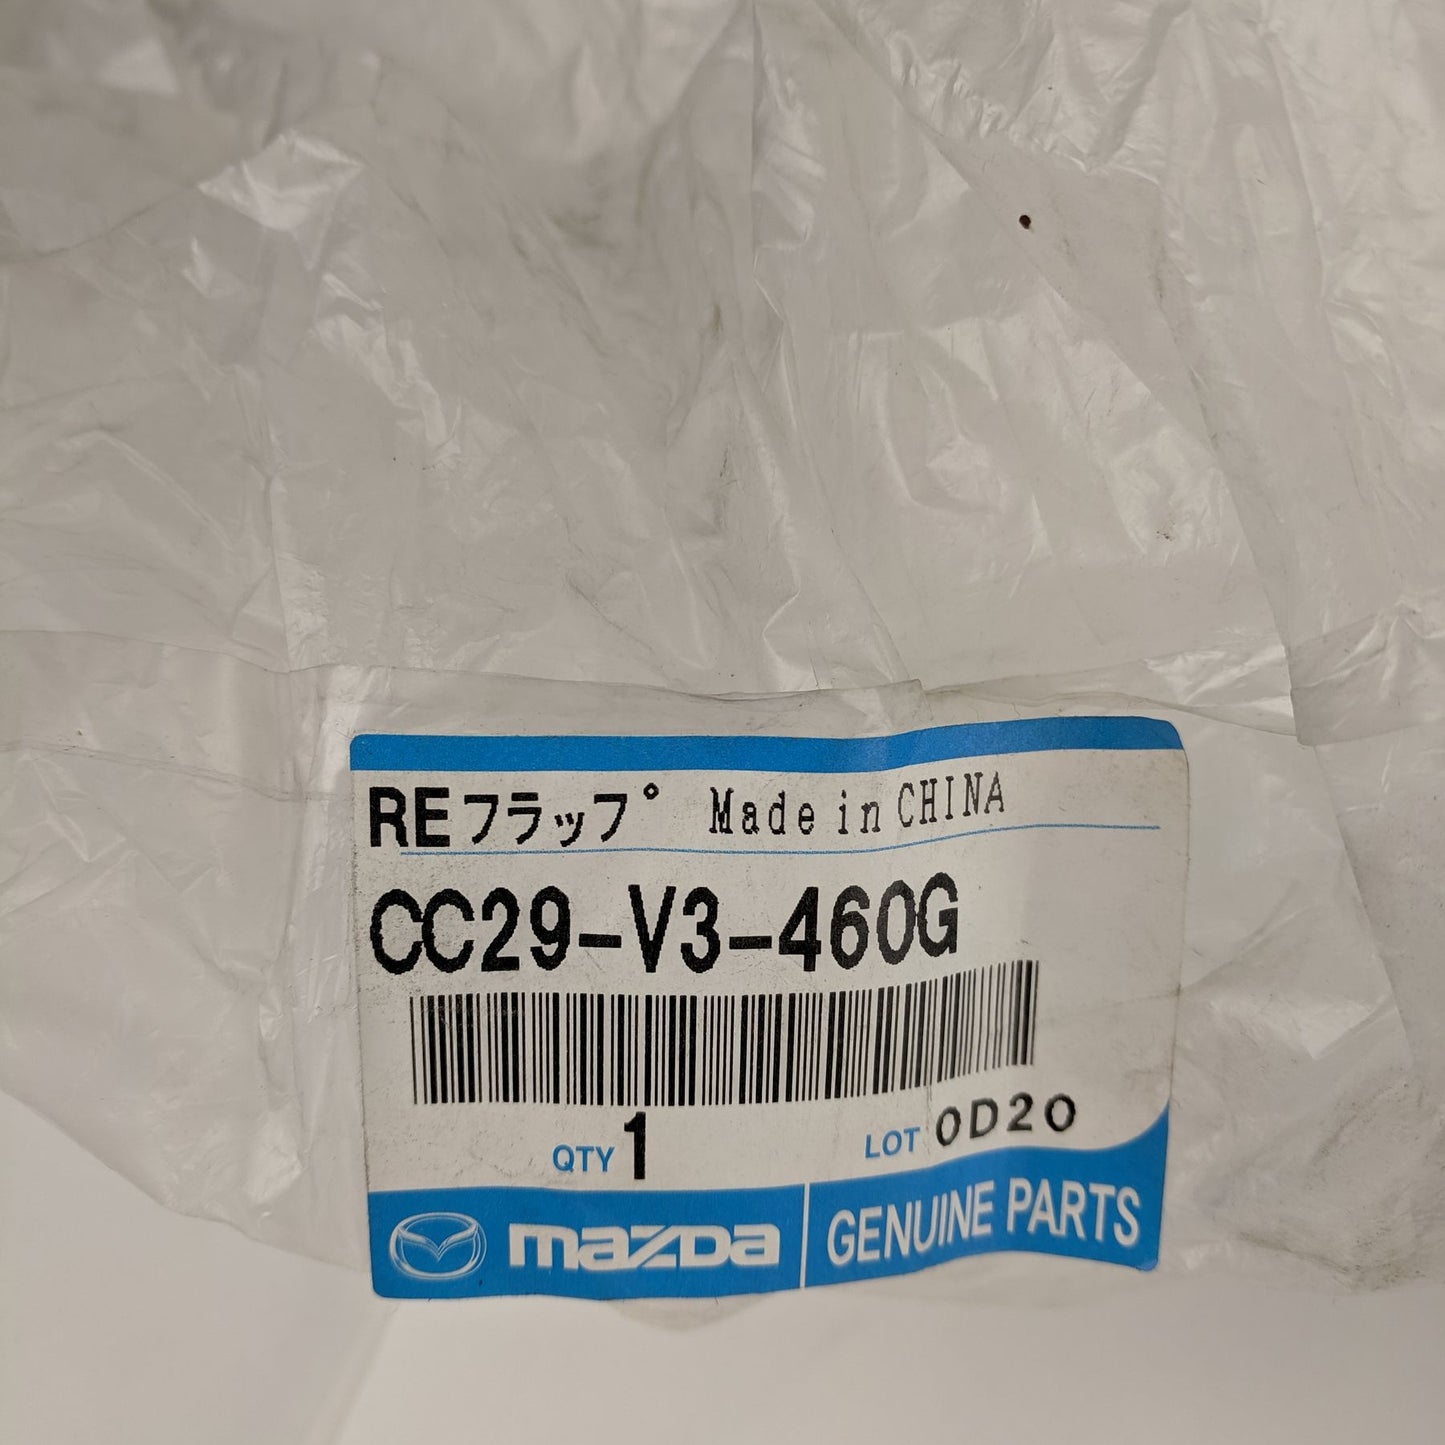 REフラップ Made in CHINA
CC29-V3-460G
QTY 1 LOT 0D20
mazda GENUINE PARTS